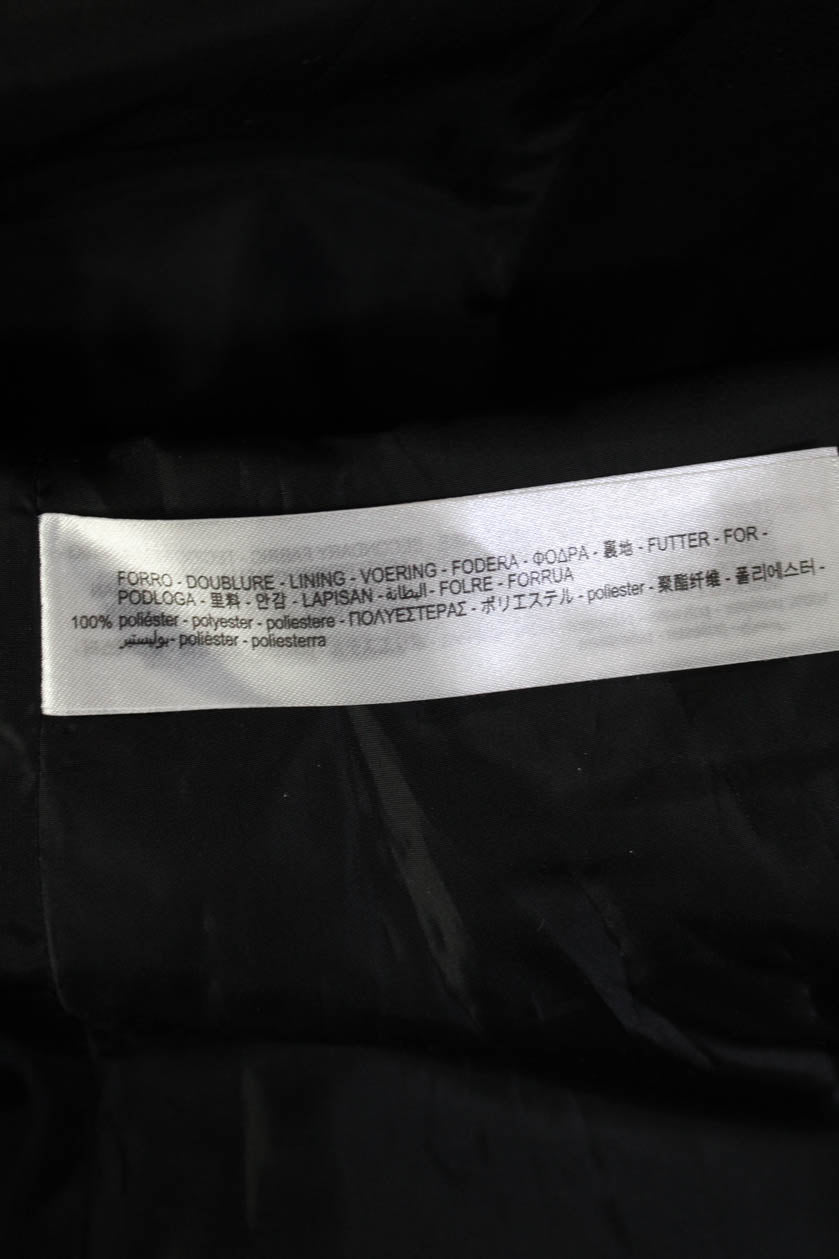 FORRO - DOUBLURE - LINING - VOERING - FODERA - ΦΟΔΡΑ - 裏地 - FUTTER - FOR -
PODLOGA - 里料 - 안감 - LAPISAN - البطانة - FOLRE - FORRUA
100% poliéster - polyester - poliestere - ΠΟΛΥΕΣΤΕΡΑΣ - ポリエステル - poliester - 聚酯纤维 - 폴리에스터 -
بوليستير - polièster - poliesterra